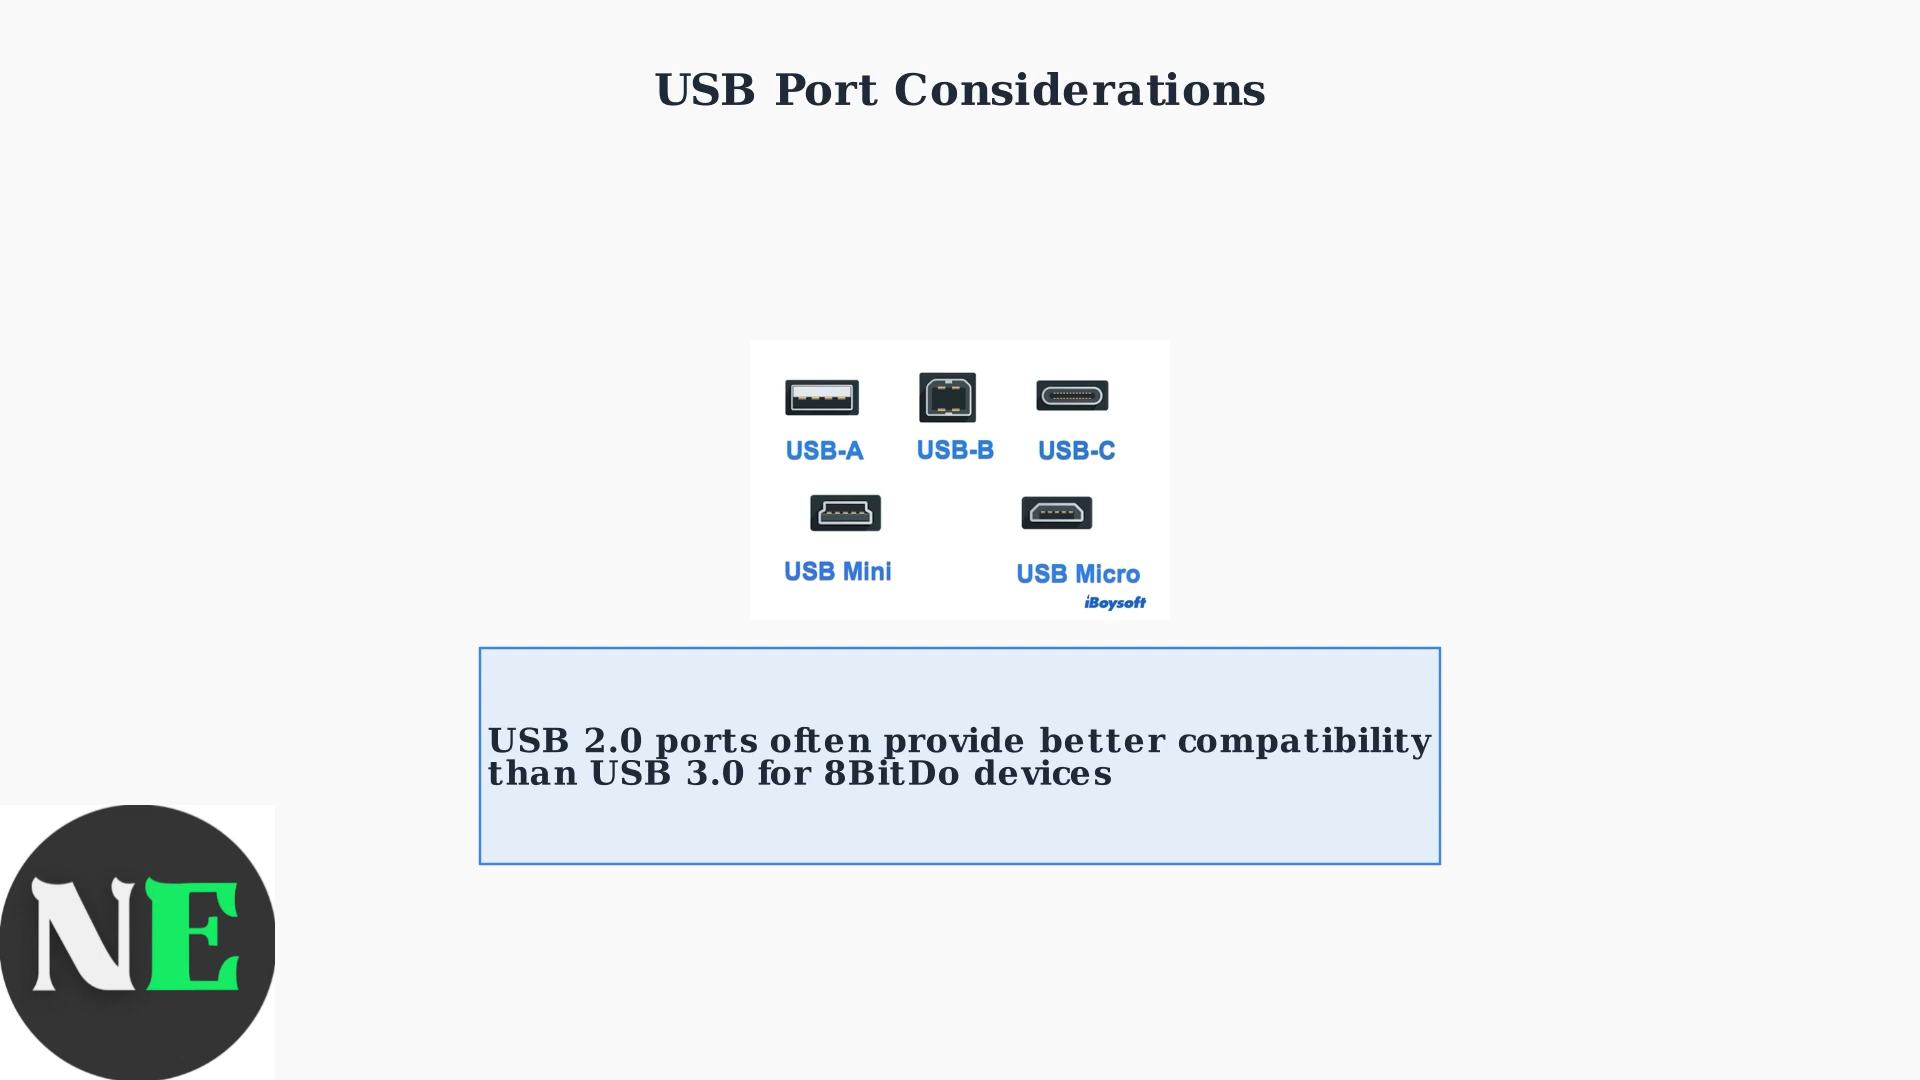 USB Port Considerations
USB-A USB-B USB-C
USB Mini USB Micro
iBoysoft
USB 2.0 ports often provide better compatibility
than USB 3.0 for 8BitDo devices
NE